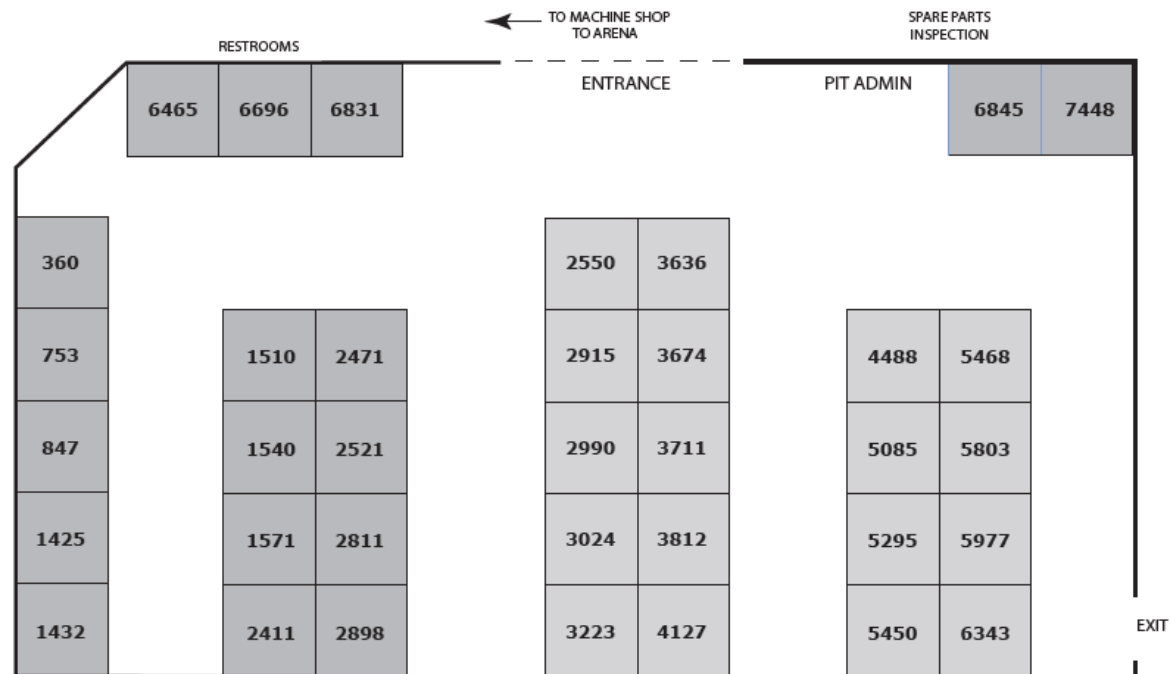 TO MACHINE SHOP
TO ARENA
SPARE PARTS
INSPECTION
RESTROOMS
ENTRANCE
PIT ADMIN
6465 6696 6831
6845 7448
360
2550 3636
753
1510 2471
2915 3674
4488 5468
847
1540 2521
2990 3711
5085 5803
1425
1571 2811
3024 3812
5295 5977
1432
2411 2898
3223 4127
5450 6343
EXIT